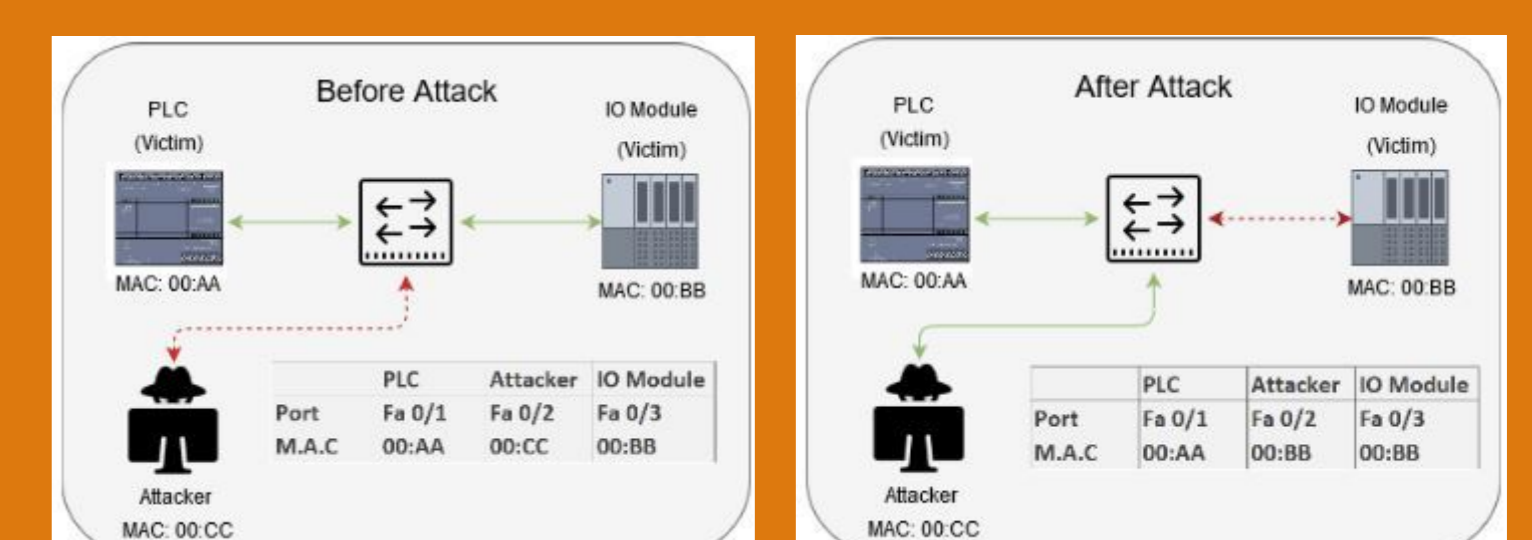 Before Attack
PLC
(Victim)
IO Module
(Victim)
MAC: 00:AA
MAC: 00:BB
PLC Attacker IO Module
Port Fa 0/1 Fa 0/2 Fa 0/3
M.A.C 00:AA 00:CC 00:BB
Attacker
MAC: 00:CC
After Attack
PLC
(Victim)
IO Module
(Victim)
MAC: 00:AA
MAC: 00:BB
PLC Attacker IO Module
Port Fa 0/1 Fa 0/2 Fa 0/3
M.A.C 00:AA 00:BB 00:BB
Attacker
MAC: 00:CC